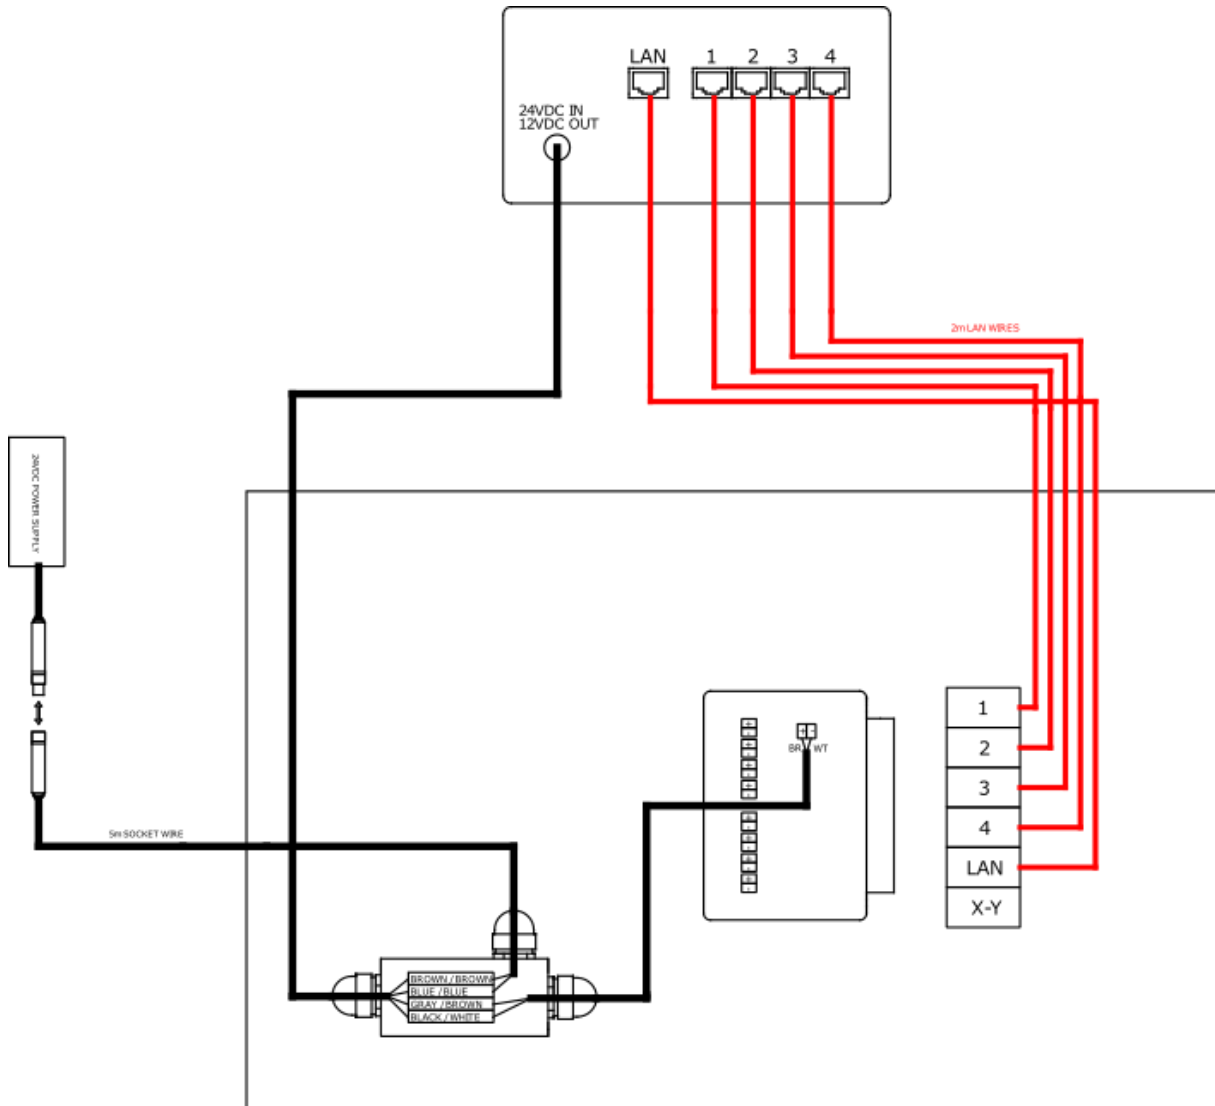 LAN 1 2 3 4
24VDC IN
12VDC OUT
2m LAN WIRES
24VDC POWER SUPPLY
5m SOCKET WIRE
+ -
BR WT
+
-
+
-
+
-
+
-
+
-
+
-
+
-
+
-
1
2
3
4
LAN
X-Y
BROWN / BROWN
BLUE / BLUE
GRAY / BROWN
BLACK / WHITE